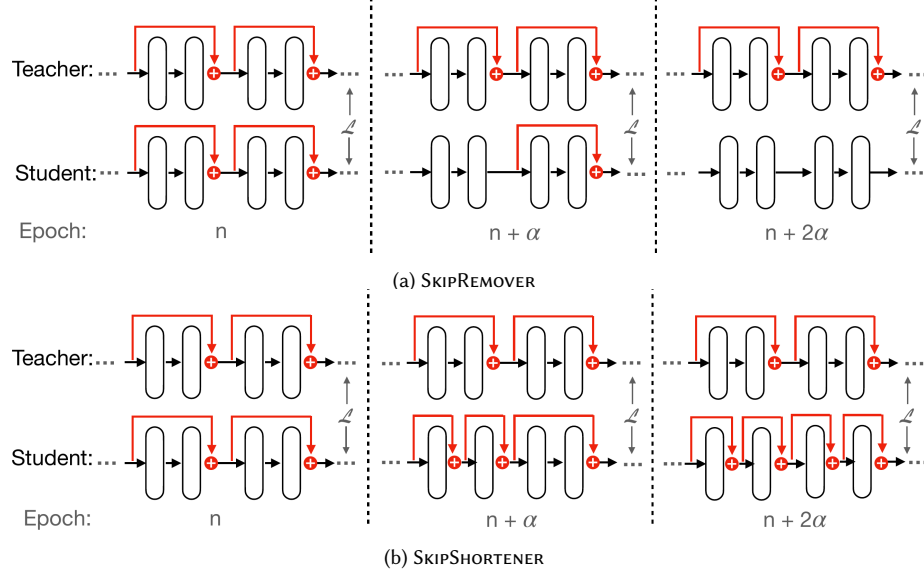 Teacher:
ℒ
ℒ
ℒ
Student:
Epoch: n n + α n + 2α
(a) SkipRemover
Teacher:
ℒ
ℒ
ℒ
Student:
Epoch: n n + α n + 2α
(b) SkipShortener